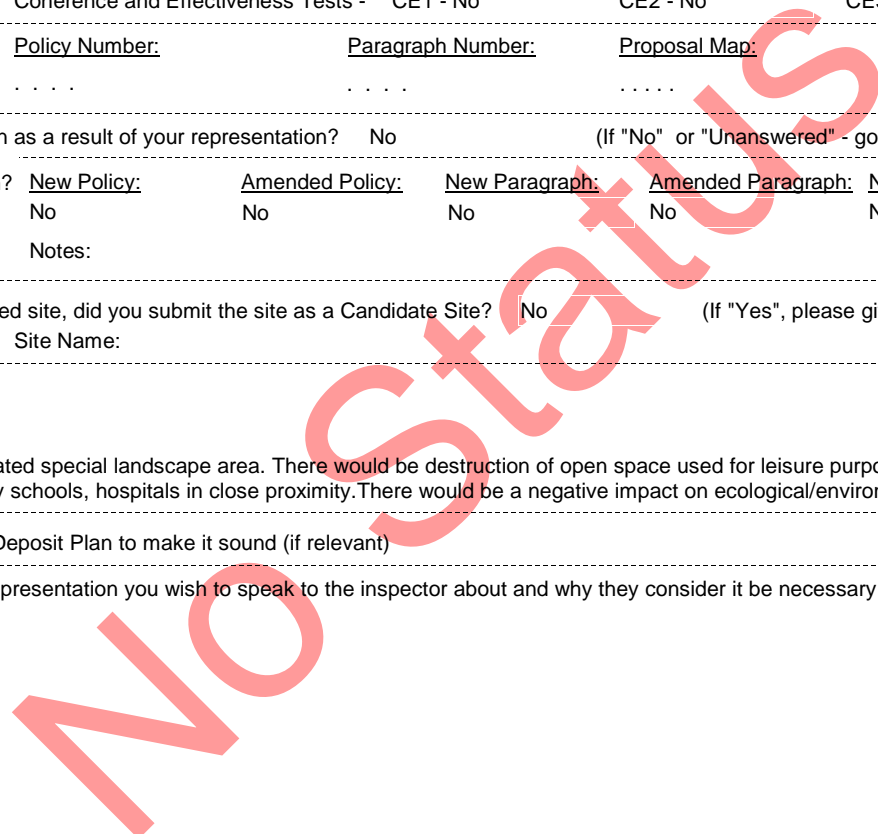 Coherence and Effectiveness Tests - CE1 - No CE2 - No
Policy Number: Paragraph Number: Proposal Map:
. . . . . . . . . . . . .
as a result of your representation? No (If "No" or "Unanswered" - go
? New Policy: Amended Policy: New Paragraph: Amended Paragraph:
No No No No
Notes:
ed site, did you submit the site as a Candidate Site? No (If "Yes", please gi
Site Name:
ated special landscape area. There would be destruction of open space used for leisure purpo
y schools, hospitals in close proximity.There would be a negative impact on ecological/environ
Deposit Plan to make it sound (if relevant)
presentation you wish to speak to the inspector about and why they consider it be necessary
No Status